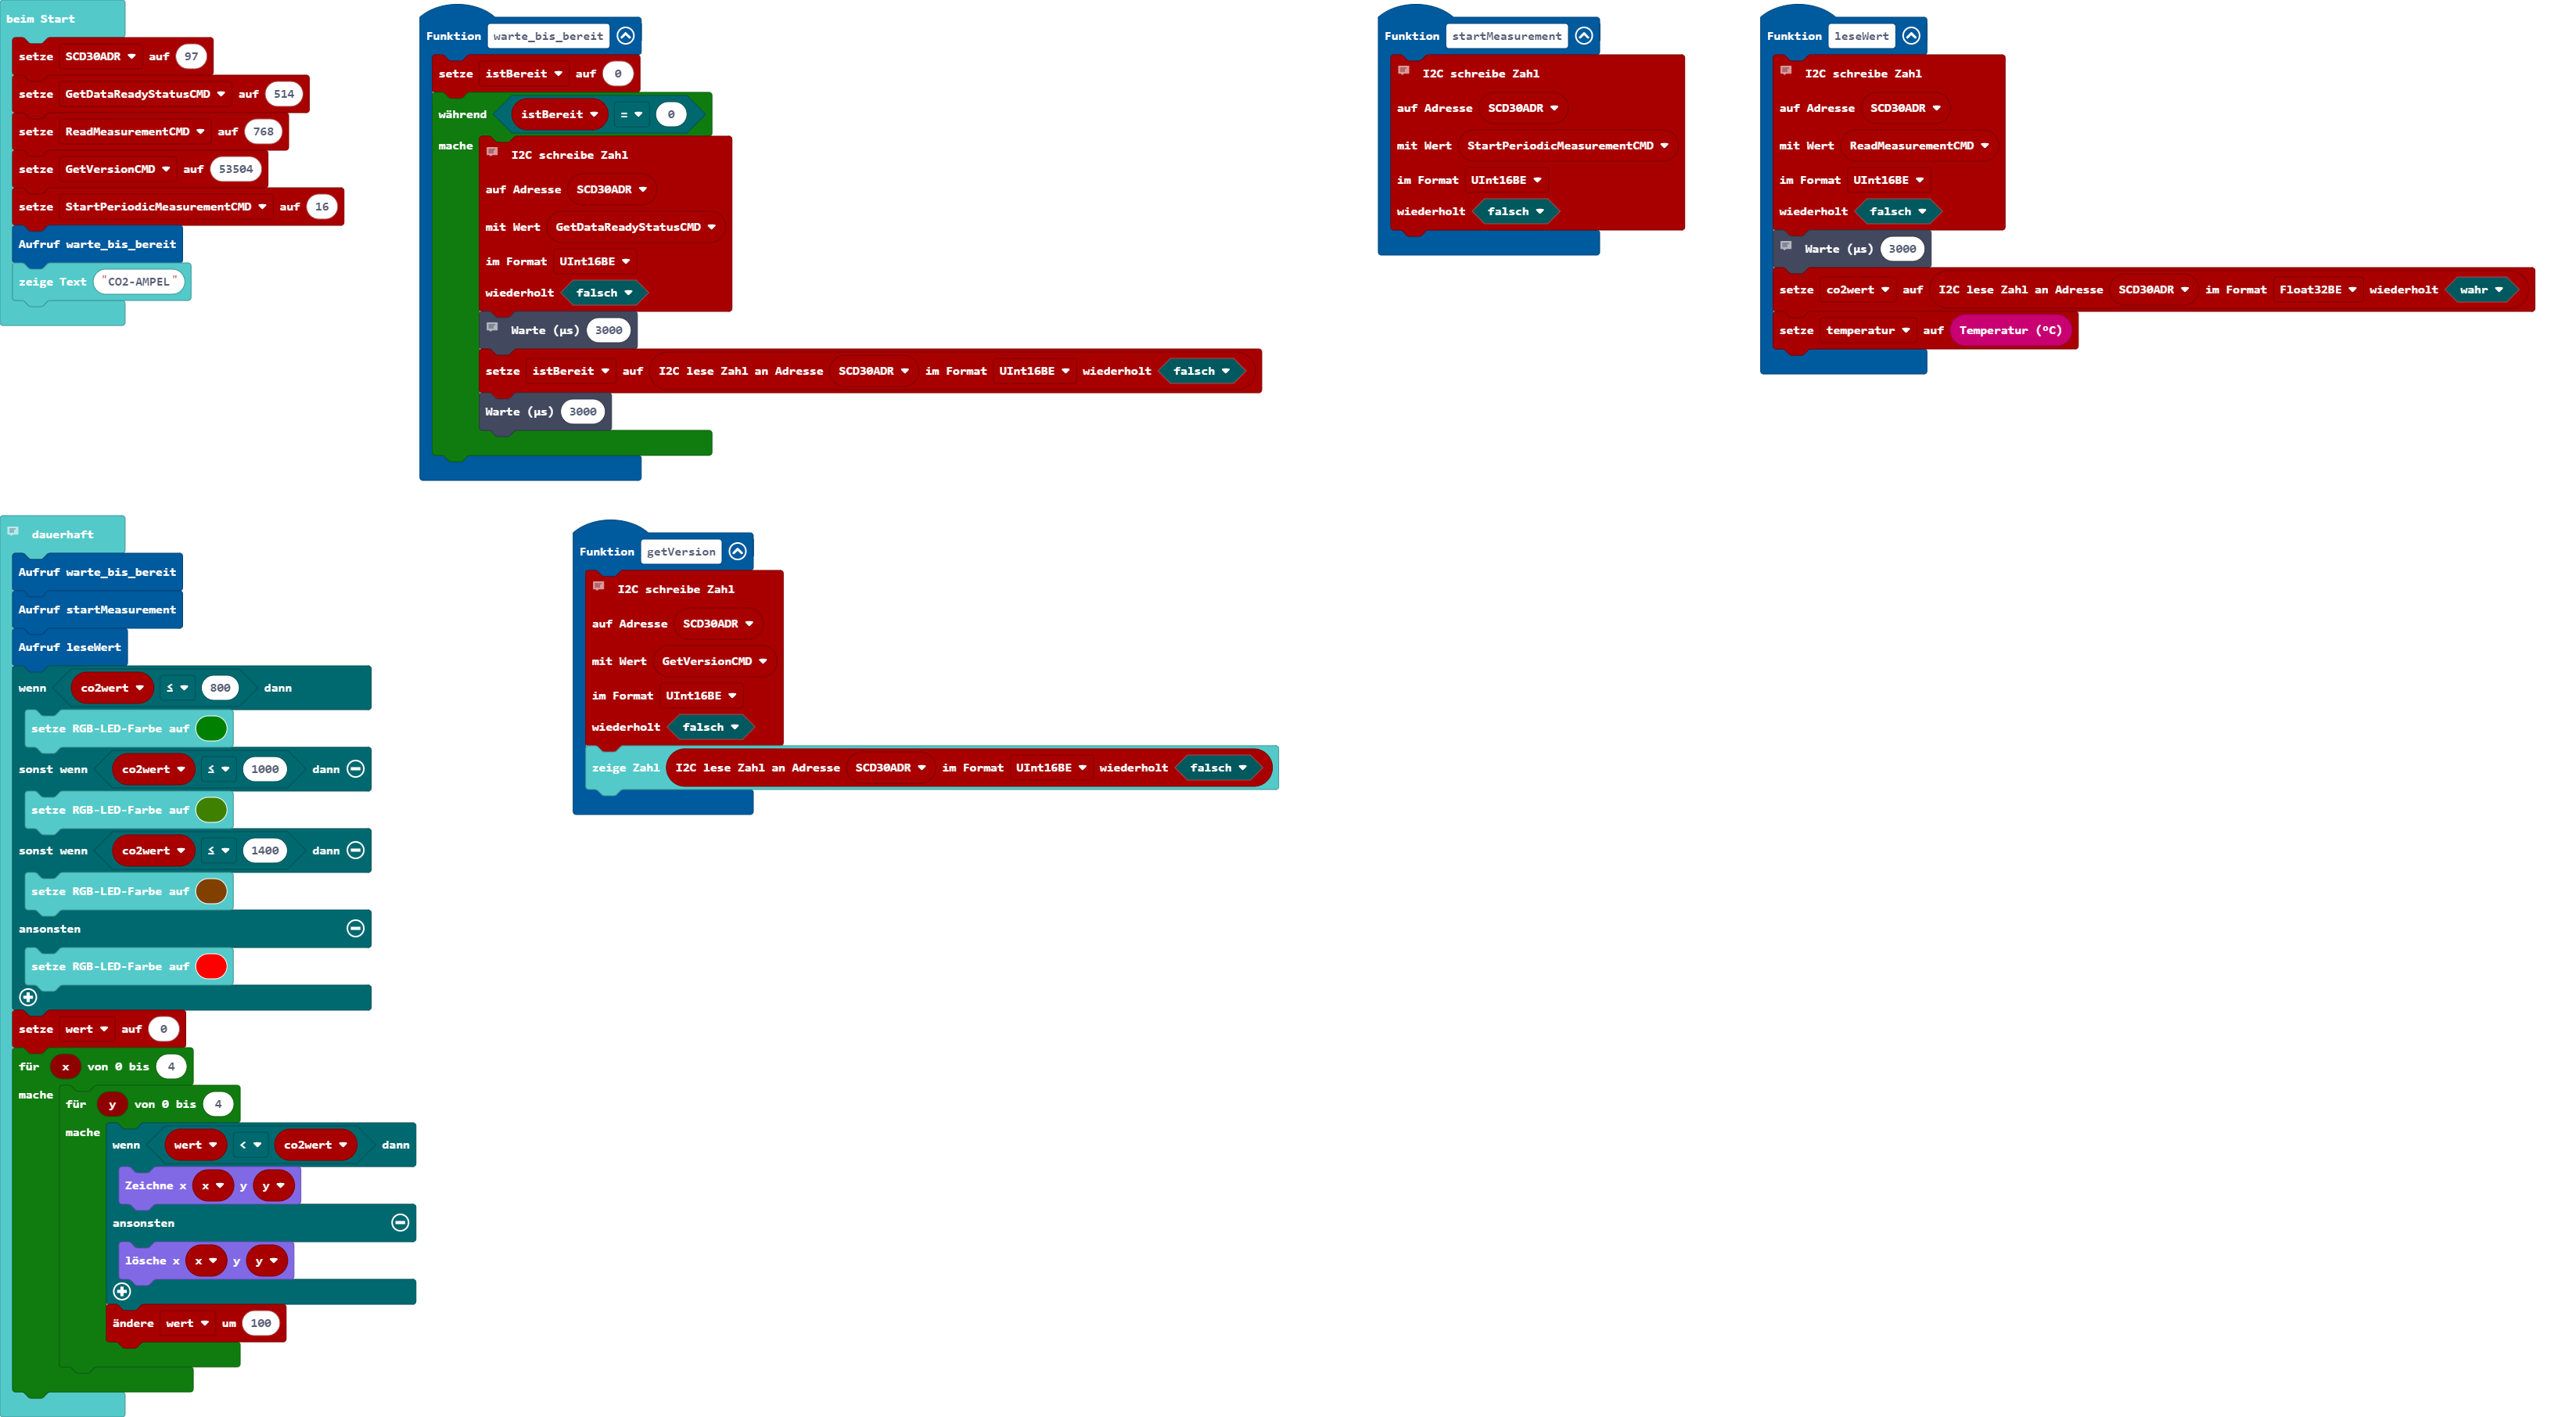 beim Start
setze SCD30ADR auf 97
setze GetDataReadyStatusCMD auf 514
setze ReadMeasurementCMD auf 768
setze GetVersionCMD auf 53504
setze StartPeriodicMeasurementCMD auf 16
Aufruf warte_bis_bereit
zeige Text "CO2-AMPEL"
Funktion warte_bis_bereit
setze istBereit auf 0
während istBereit = 0
mache
I2C schreibe Zahl
auf Adresse SCD30ADR
mit Wert GetDataReadyStatusCMD
im Format UInt16BE
wiederholt falsch
Warte (µs) 3000
setze istBereit auf I2C lese Zahl an Adresse SCD30ADR im Format UInt16BE wiederholt falsch
Warte (µs) 3000
Funktion startMeasurement
I2C schreibe Zahl
auf Adresse SCD30ADR
mit Wert StartPeriodicMeasurementCMD
im Format UInt16BE
wiederholt falsch
Funktion leseWert
I2C schreibe Zahl
auf Adresse SCD30ADR
mit Wert ReadMeasurementCMD
im Format UInt16BE
wiederholt falsch
Warte (µs) 3000
setze co2wert auf I2C lese Zahl an Adresse SCD30ADR im Format Float32BE wiederholt wahr
setze temperatur auf Temperatur (°C)
dauerhaft
Aufruf warte_bis_bereit
Aufruf startMeasurement
Aufruf leseWert
wenn co2wert ≤ 800 dann
setze RGB-LED-Farbe auf
sonst wenn co2wert ≤ 1000 dann
setze RGB-LED-Farbe auf
sonst wenn co2wert ≤ 1400 dann
setze RGB-LED-Farbe auf
ansonsten
setze RGB-LED-Farbe auf
setze wert auf 0
für x von 0 bis 4
mache
für y von 0 bis 4
mache
wenn wert < co2wert dann
Zeichne x x y y
ansonsten
lösche x x y y
ändere wert um 100
Funktion getVersion
I2C schreibe Zahl
auf Adresse SCD30ADR
mit Wert GetVersionCMD
im Format UInt16BE
wiederholt falsch
zeige Zahl I2C lese Zahl an Adresse SCD30ADR im Format UInt16BE wiederholt falsch